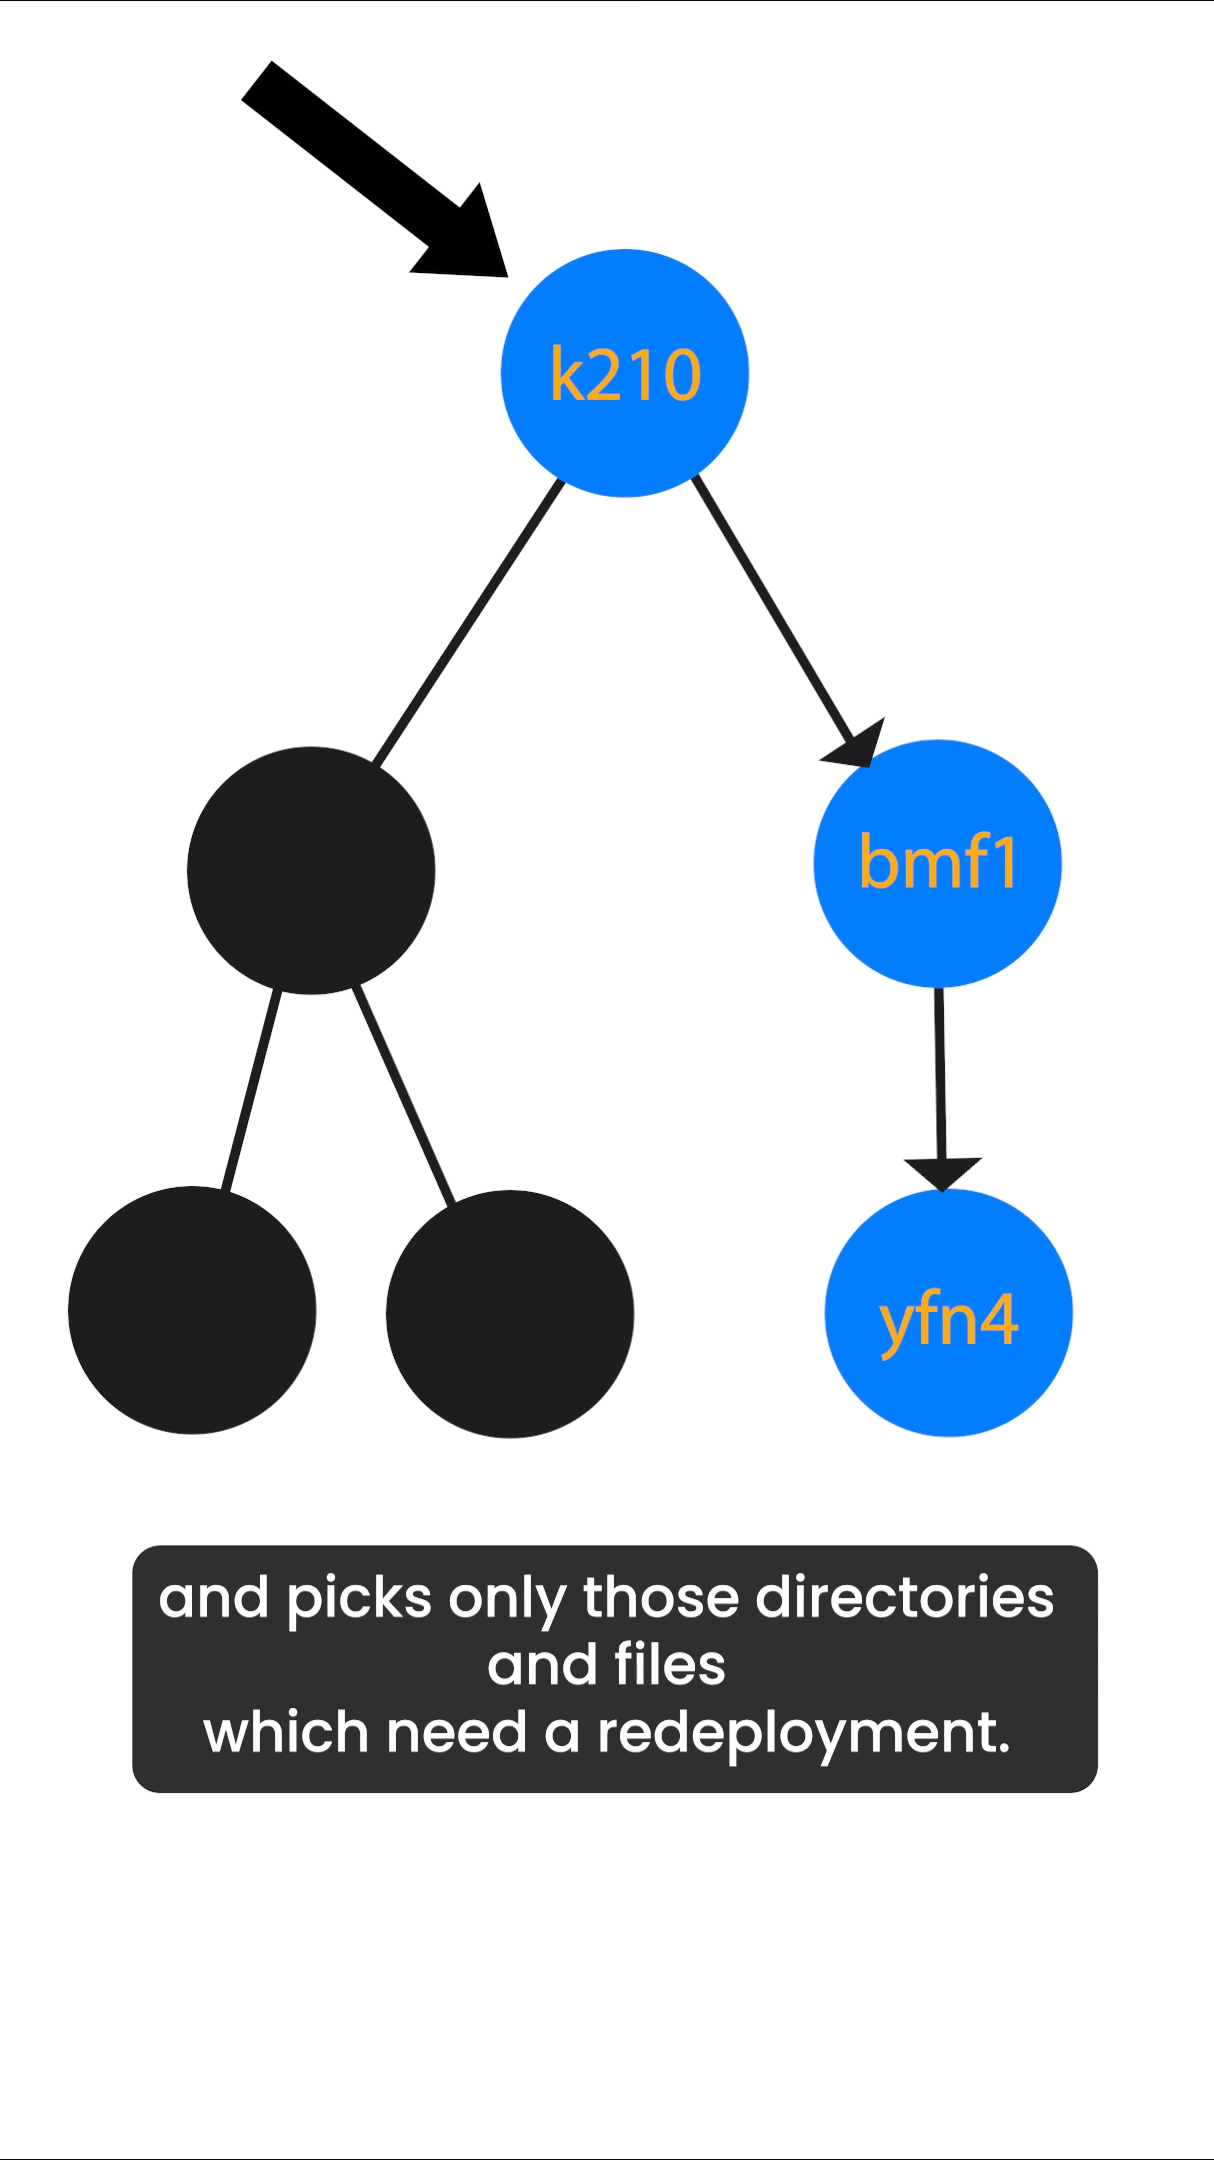 k210
bmf1
yfn4
and picks only those directories
and files
which need a redeployment.